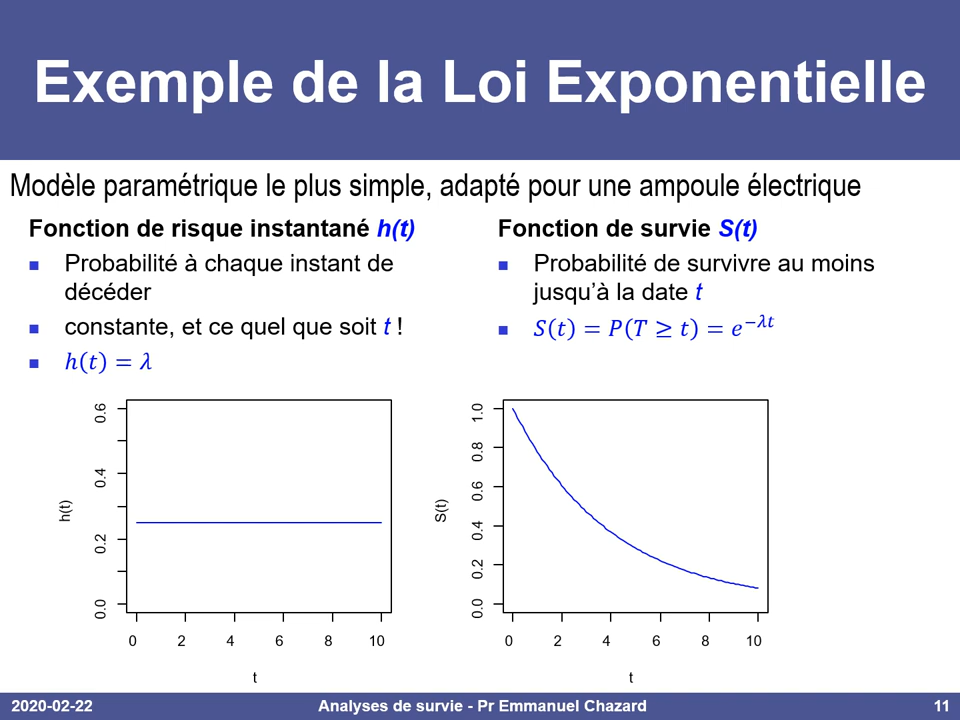 Exemple de la Loi Exponentielle
Modèle paramétrique le plus simple, adapté pour une ampoule électrique
Fonction de risque instantané h(t)
Probabilité à chaque instant de
décéder
constante, et ce quel que soit t !
h(t) = λ
Fonction de survie S(t)
Probabilité de survivre au moins
jusqu'à la date t
S(t) = P(T ≥ t) = e^{−λt}
h(t)
0.6
0.4
0.2
0.0
0 2 4 6 8 10
t
S(t)
1.0
0.8
0.6
0.4
0.2
0.0
0 2 4 6 8 10
t
2020-02-22
Analyses de survie - Pr Emmanuel Chazard
11